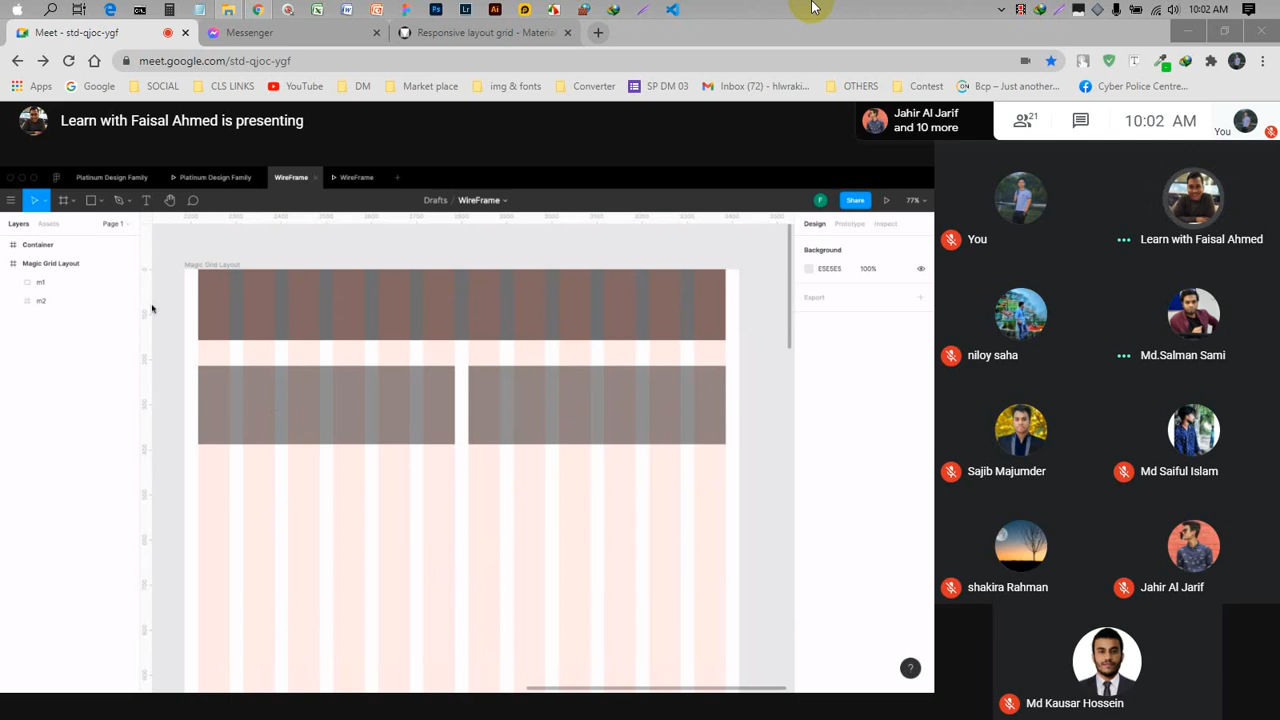 10:02 AM
Meet - std-qjoc-ygf
Messenger
Responsive layout grid - Material
meet.google.com/std-qjoc-ygf
Apps
Google
SOCIAL
CLS LINKS
YouTube
DM
Market place
img & fonts
Converter
SP DM 03
Inbox (72) - hlwraki...
OTHERS
Contest
Bcp – Just another...
Cyber Police Centre...
Learn with Faisal Ahmed is presenting
Jahir Al Jarif
and 10 more
21
10:02 AM
You
Platinum Design Family
Platinum Design Family
WireFrame
WireFrame
Drafts / WireFrame
F
Share
77%
Layers
Assets
Page 1
Design
Prototype
Inspect
Container
Magic Grid Layout
m1
m2
Background
E5E5E5
100%
Export
Magic Grid Layout
You
Learn with Faisal Ahmed
niloy saha
Md.Salman Sami
Sajib Majumder
Md Saiful Islam
shakira Rahman
Jahir Al Jarif
Md Kausar Hossein
?